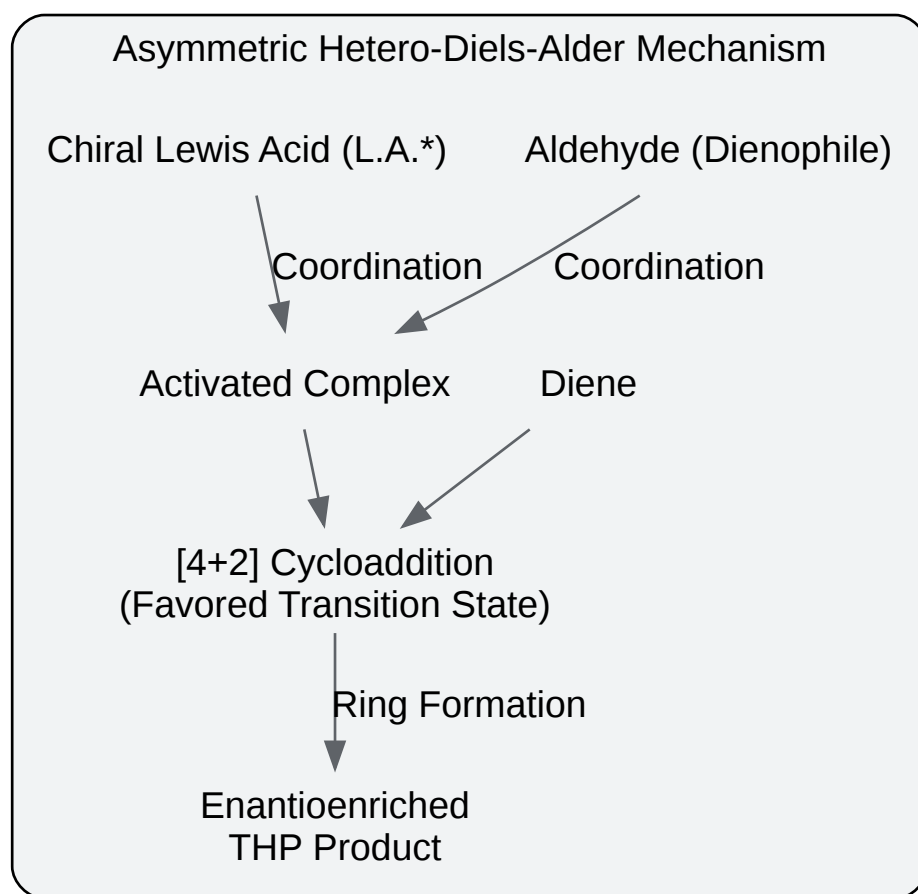 Asymmetric Hetero-Diels-Alder Mechanism
Chiral Lewis Acid (L.A.*)
Aldehyde (Dienophile)
Coordination
Coordination
Activated Complex
Diene
[4+2] Cycloaddition
(Favored Transition State)
Ring Formation
Enantioenriched
THP Product